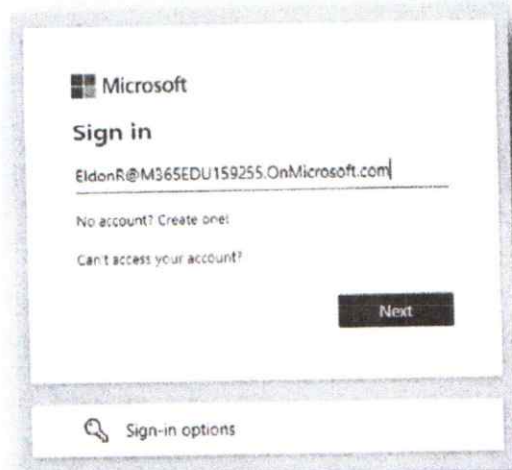 Microsoft
Sign in
EldonR@M365EDU159255.OnMicrosoft.com
No account? Create one!
Can't access your account?
Next
Sign-in options